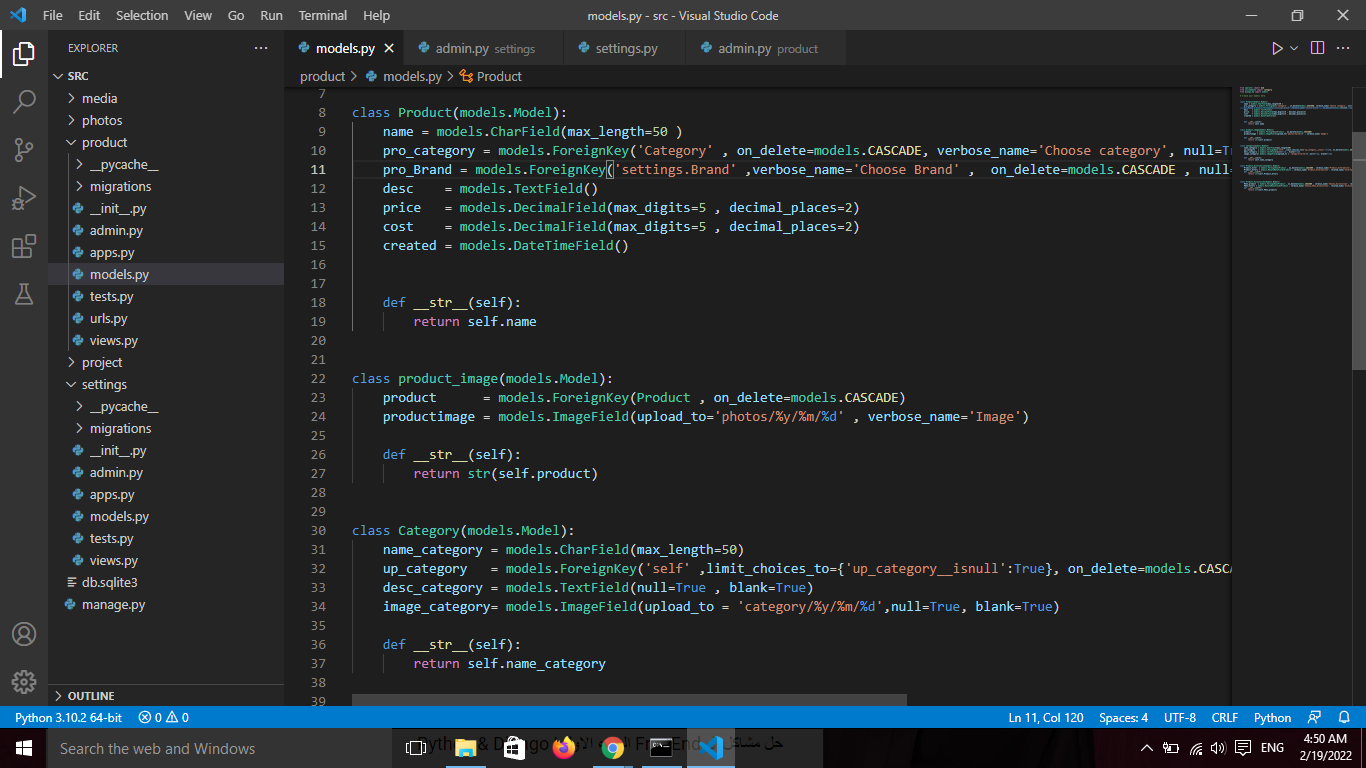 File Edit Selection View Go Run Terminal Help
models.py - src - Visual Studio Code
EXPLORER
SRC
media
photos
product
__pycache__
migrations
__init__.py
admin.py
apps.py
models.py
tests.py
urls.py
views.py
project
settings
__pycache__
migrations
__init__.py
admin.py
apps.py
models.py
tests.py
views.py
db.sqlite3
manage.py
OUTLINE
models.py
admin.py settings
settings.py
admin.py product
product > models.py > Product
7
8 class Product(models.Model):
9 name = models.CharField(max_length=50 )
10 pro_category = models.ForeignKey('Category' , on_delete=models.CASCADE, verbose_name='Choose category', null=
11 pro_Brand = models.ForeignKey('settings.Brand' ,verbose_name='Choose Brand' , on_delete=models.CASCADE , null=
12 desc = models.TextField()
13 price = models.DecimalField(max_digits=5 , decimal_places=2)
14 cost = models.DecimalField(max_digits=5 , decimal_places=2)
15 created = models.DateTimeField()
16
17
18 def __str__(self):
19 return self.name
20
21
22 class product_image(models.Model):
23 product = models.ForeignKey(Product , on_delete=models.CASCADE)
24 productimage = models.ImageField(upload_to='photos/%y/%m/%d' , verbose_name='Image')
25
26 def __str__(self):
27 return str(self.product)
28
29
30 class Category(models.Model):
31 name_category = models.CharField(max_length=50)
32 up_category = models.ForeignKey('self' ,limit_choices_to={'up_category__isnull':True}, on_delete=models.CASCA
33 desc_category = models.TextField(null=True , blank=True)
34 image_category= models.ImageField(upload_to = 'category/%y/%m/%d',null=True, blank=True)
35
36 def __str__(self):
37 return self.name_category
38
39
Python 3.10.2 64-bit 0 0
Ln 11, Col 120 Spaces: 4 UTF-8 CRLF Python
Search the web and Windows
ENG
4:50 AM
2/19/2022